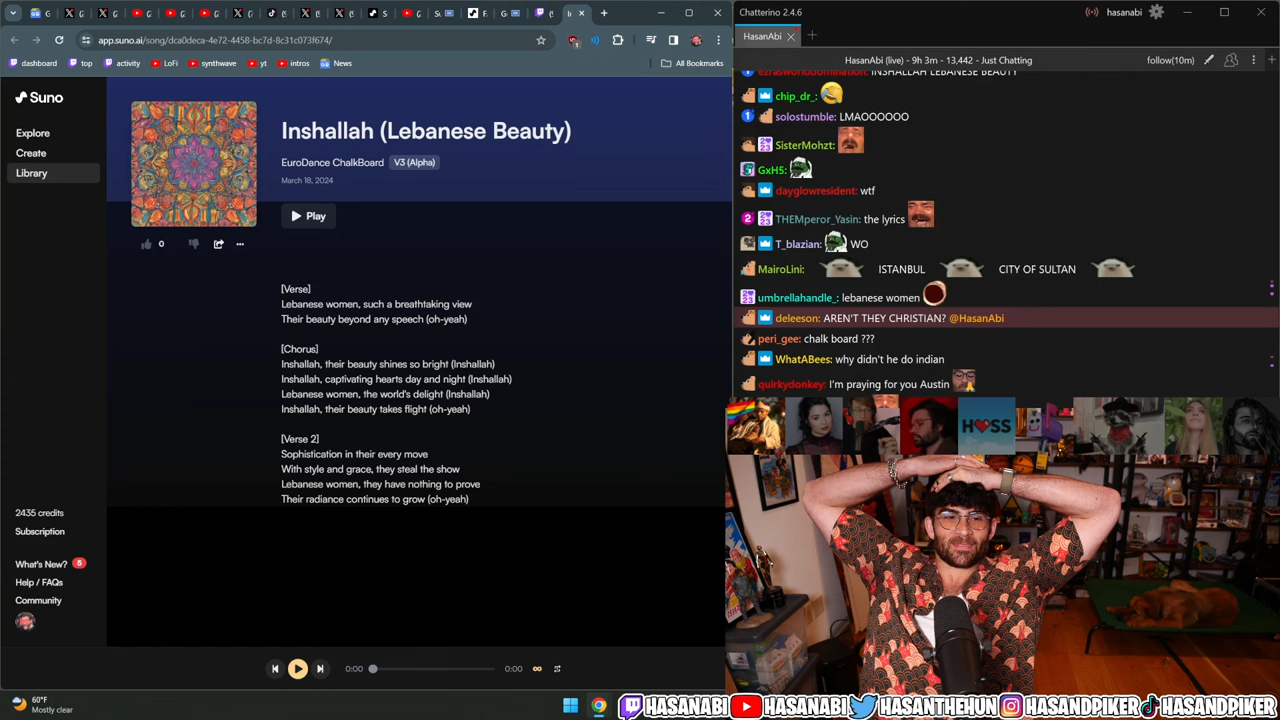 app.suno.ai/song/dca0deca-4e72-4458-bc7d-8c31c073f674/
dashboard
top
activity
LoFi
synthwave
yt
intros
News
All Bookmarks
Suno
Explore
Create
Library
Inshallah (Lebanese Beauty)
EuroDance ChalkBoard V3 (Alpha)
March 18, 2024
Play
0
[Verse]
Lebanese women, such a breathtaking view
Their beauty beyond any speech (oh-yeah)
[Chorus]
Inshallah, their beauty shines so bright (Inshallah)
Inshallah, captivating hearts day and night (Inshallah)
Lebanese women, the world's delight (Inshallah)
Inshallah, their beauty takes flight (oh-yeah)
[Verse 2]
Sophistication in their every move
With style and grace, they steal the show
Lebanese women, they have nothing to prove
Their radiance continues to grow (oh-yeah)
2435 credits
Subscription
What's New? 5
Help / FAQs
Community
0:00
0:00
60°F
Mostly clear
Chatterino 2.4.6
hasanabi
HasanAbi
HasanAbi (live) - 9h 3m - 13,442 - Just Chatting
follow(10m)
ezrasworlddomination: INSHALLAH LEBANESE BEAUTY
chip_dr_:
solostumble: LMAOOOOOO
SisterMohzt:
GxH5:
dayglowresident: wtf
THEMperor_Yasin: the lyrics
T_blazian: WO
MairoLini: ISTANBUL CITY OF SULTAN
umbrellahandle_: lebanese women
deleeson: AREN'T THEY CHRISTIAN? @HasanAbi
peri_gee: chalk board ???
WhatABees: why didn't he do indian
quirkydonkey: I'm praying for you Austin
HOSS
HASANABI HASANABI HASANTHEHUN HASANDPIKER HASANDPIKER